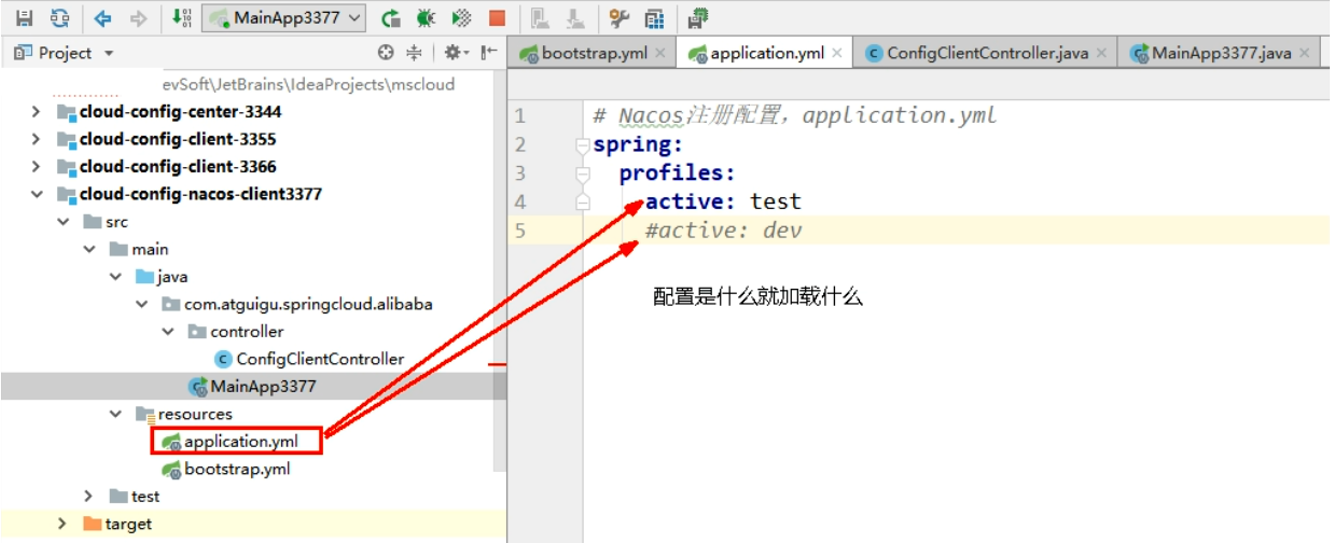 MainApp3377
Project
bootstrap.yml
application.yml
ConfigClientController.java
MainApp3377.java
evSoft\JetBrains\IdeaProjects\mscloud
cloud-config-center-3344
cloud-config-client-3355
cloud-config-client-3366
cloud-config-nacos-client3377
src
main
java
com.atguigu.springcloud.alibaba
controller
ConfigClientController
MainApp3377
resources
application.yml
bootstrap.yml
test
target
1 # Nacos注册配置，application.yml
2 spring:
3 profiles:
4 active: test
5 #active: dev
配置是什么就加载什么